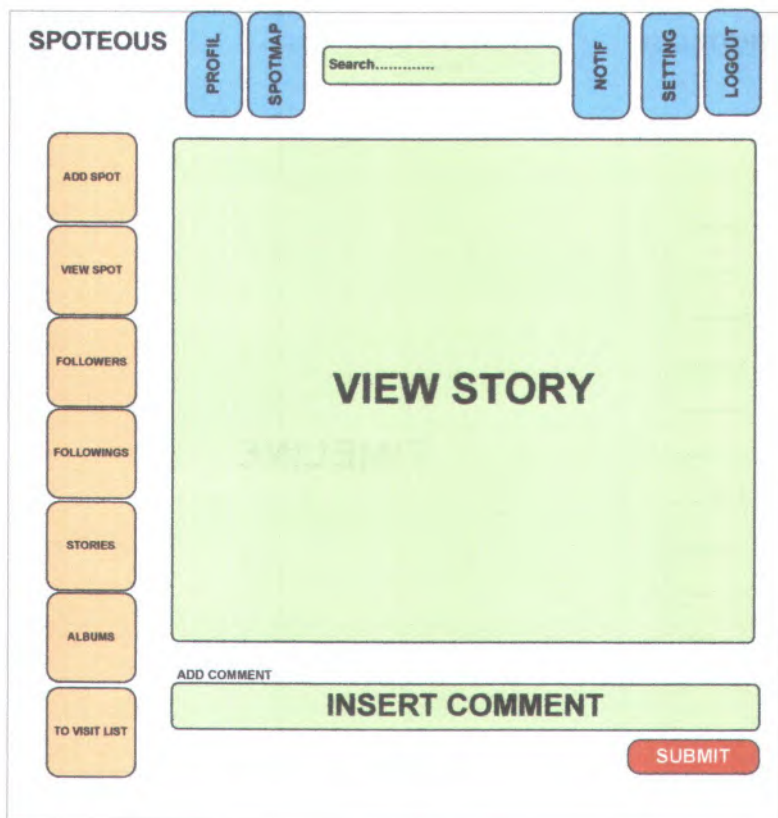 SPOTEOUS
PROFIL
SPOTMAP
Search.............
NOTIF
SETTING
LOGOUT
ADD SPOT
VIEW SPOT
FOLLOWERS
FOLLOWINGS
STORIES
ALBUMS
TO VISIT LIST
VIEW STORY
TIMELINE
ADD COMMENT
INSERT COMMENT
SUBMIT